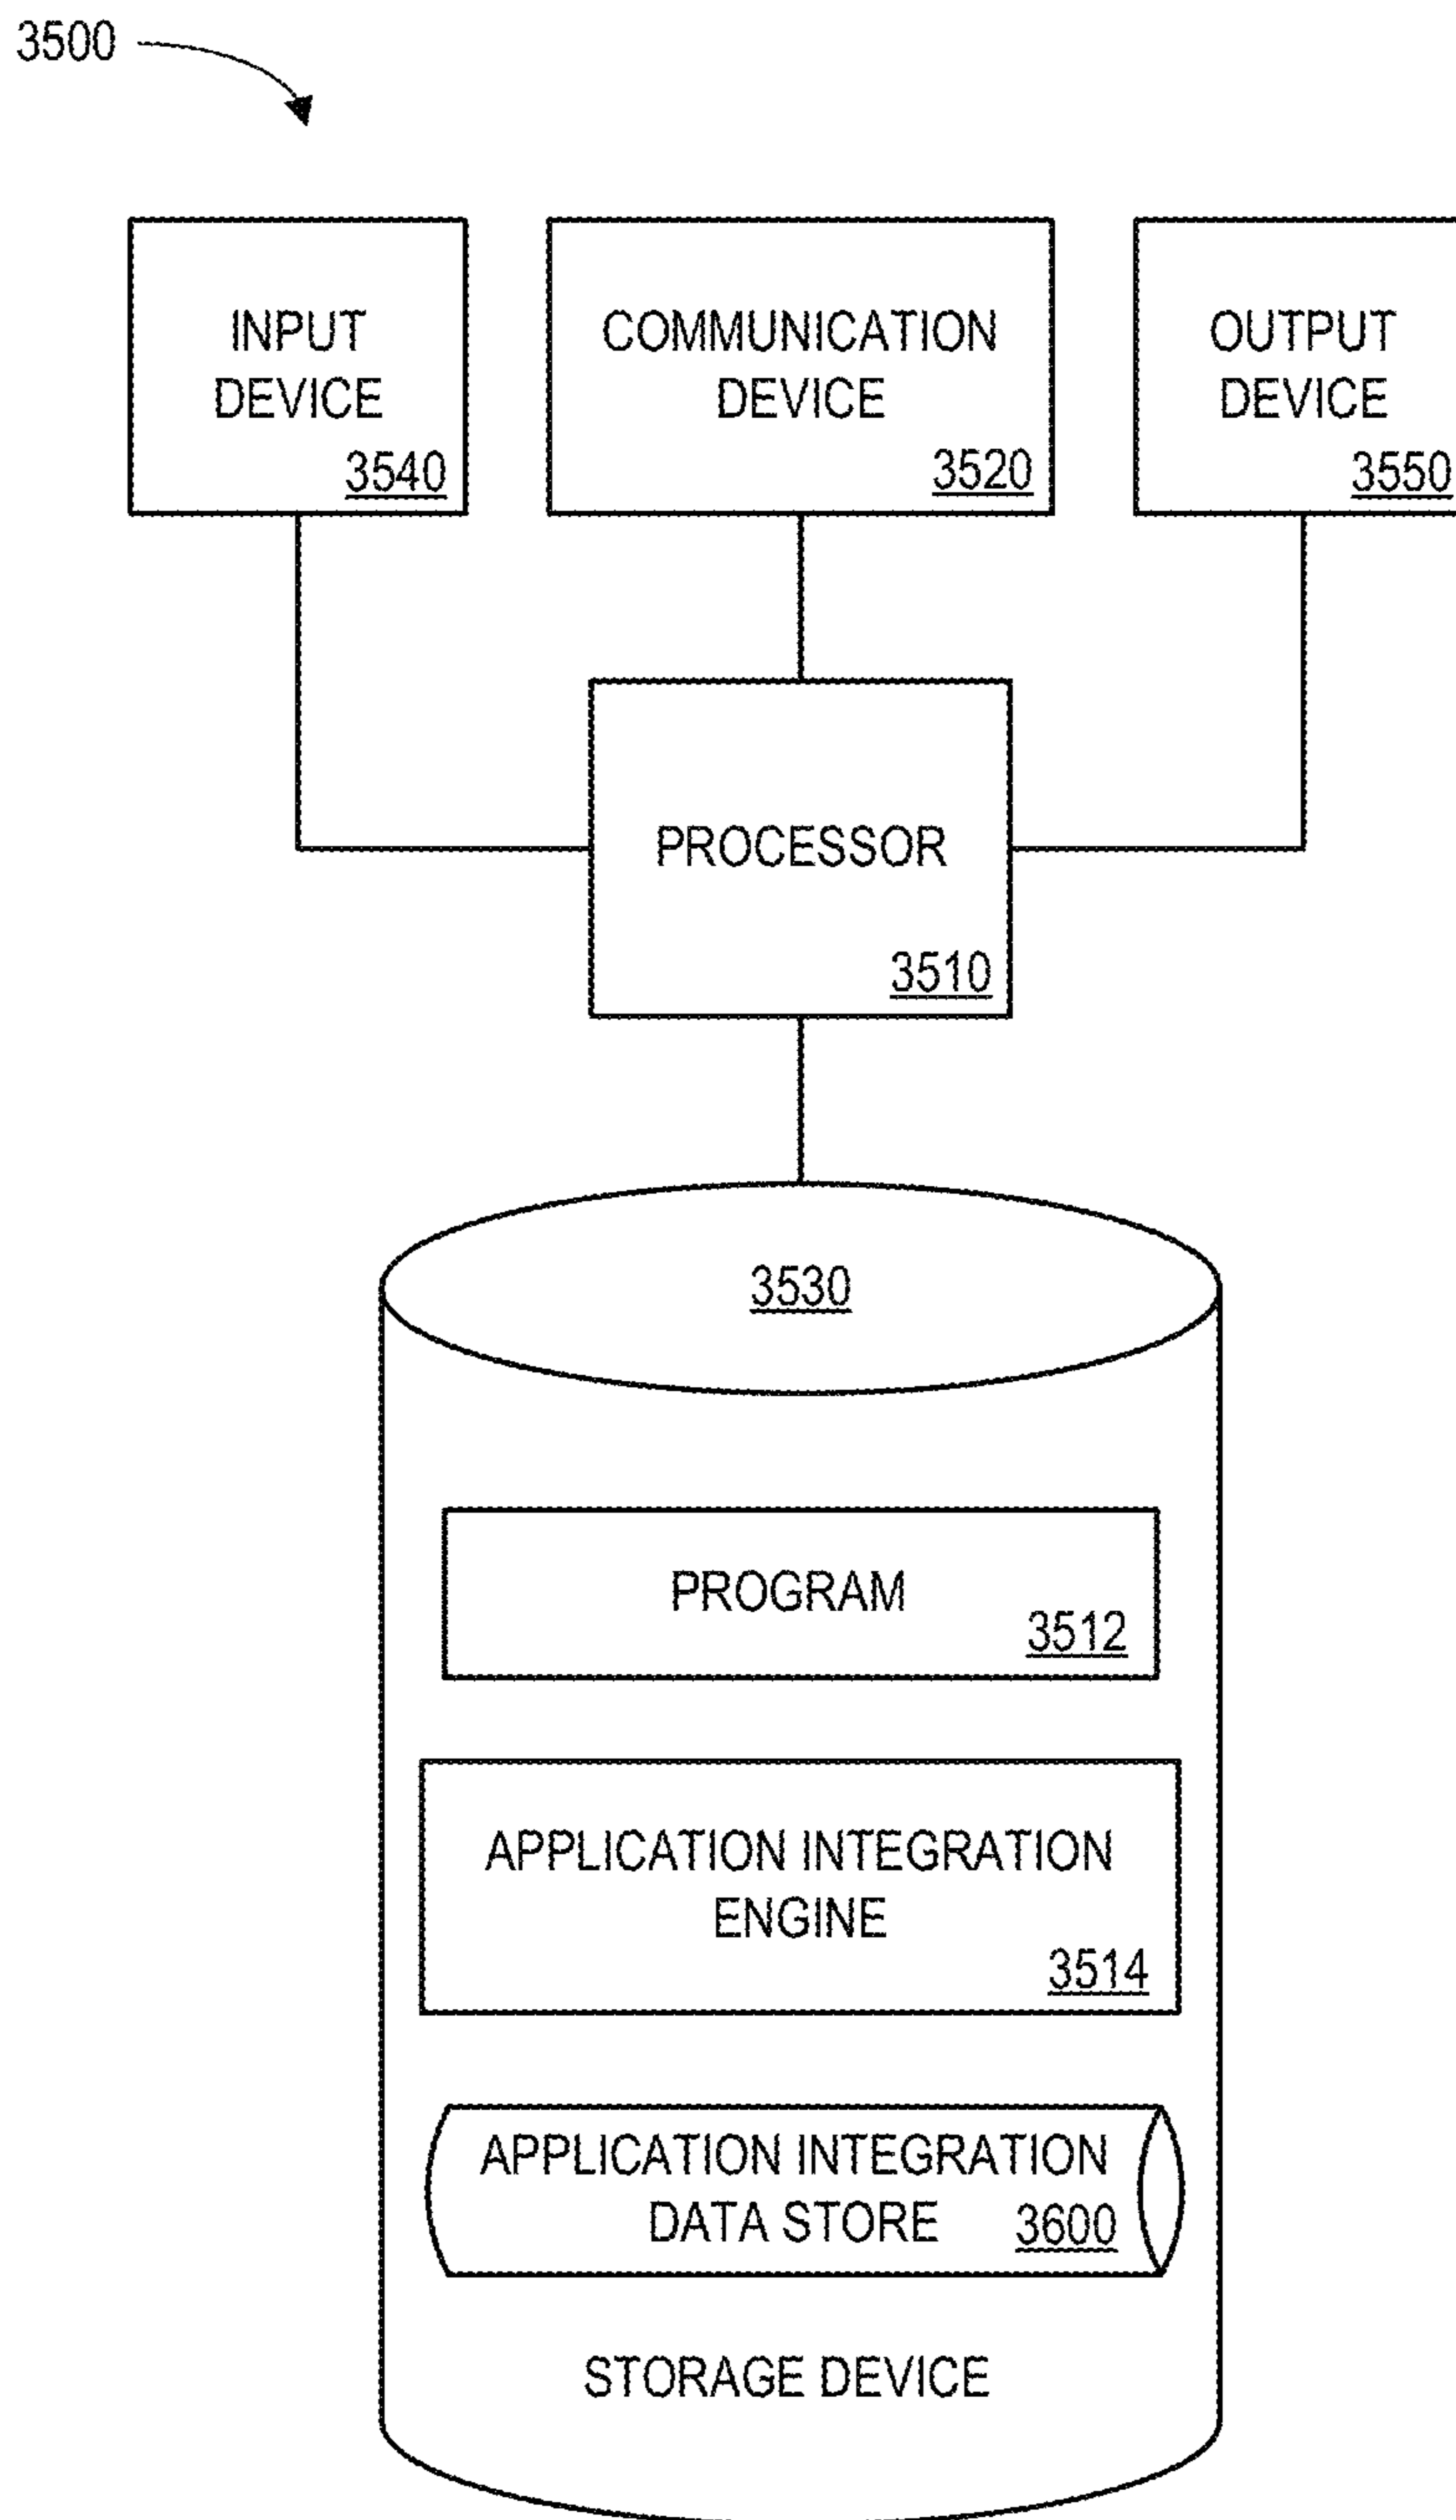 3500
INPUT
DEVICE
3540
COMMUNICATION
DEVICE
3520
OUTPUT
DEVICE
3550
PROCESSOR
3510
3530
PROGRAM
3512
APPLICATION INTEGRATION
ENGINE
3514
APPLICATION INTEGRATION
DATA STORE 3600
STORAGE DEVICE